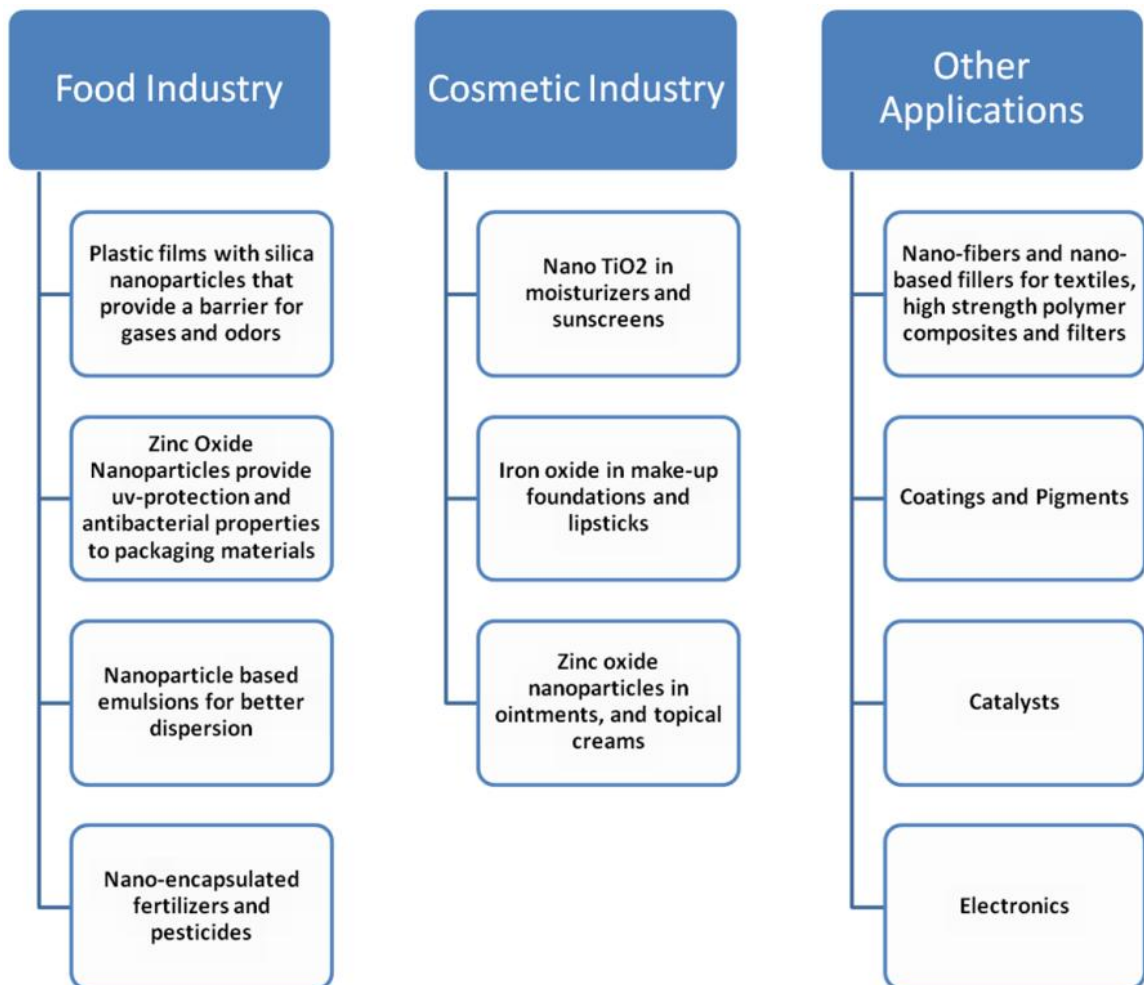 Food Industry
Plastic films with silica
nanoparticles that
provide a barrier for
gases and odors
Zinc Oxide
Nanoparticles provide
uv-protection and
antibacterial properties
to packaging materials
Nanoparticle based
emulsions for better
dispersion
Nano-encapsulated
fertilizers and
pesticides
Cosmetic Industry
Nano TiO2 in
moisturizers and
sunscreens
Iron oxide in make-up
foundations and
lipsticks
Zinc oxide
nanoparticles in
ointments, and topical
creams
Other
Applications
Nano-fibers and nano-
based fillers for textiles,
high strength polymer
composites and filters
Coatings and Pigments
Catalysts
Electronics